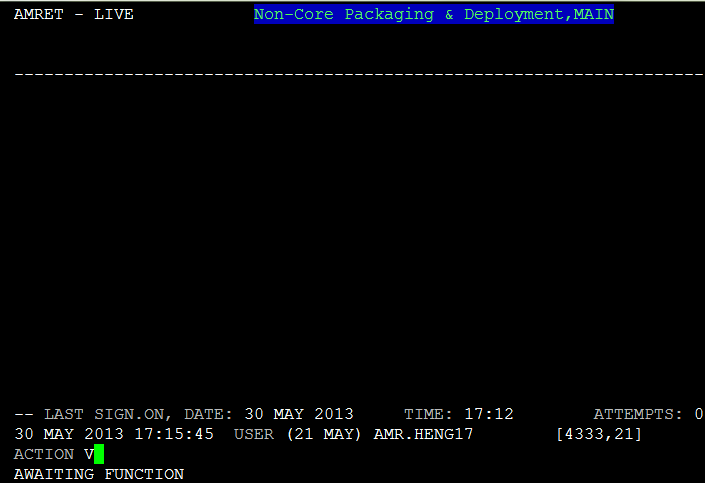 AMRET - LIVE Non-Core Packaging & Deployment,MAIN
----------------------------------------------------------------------
-- LAST SIGN.ON, DATE: 30 MAY 2013 TIME: 17:12 ATTEMPTS: 0
30 MAY 2013 17:15:45 USER (21 MAY) AMR.HENG17 [4333,21]
ACTION V
AWAITING FUNCTION